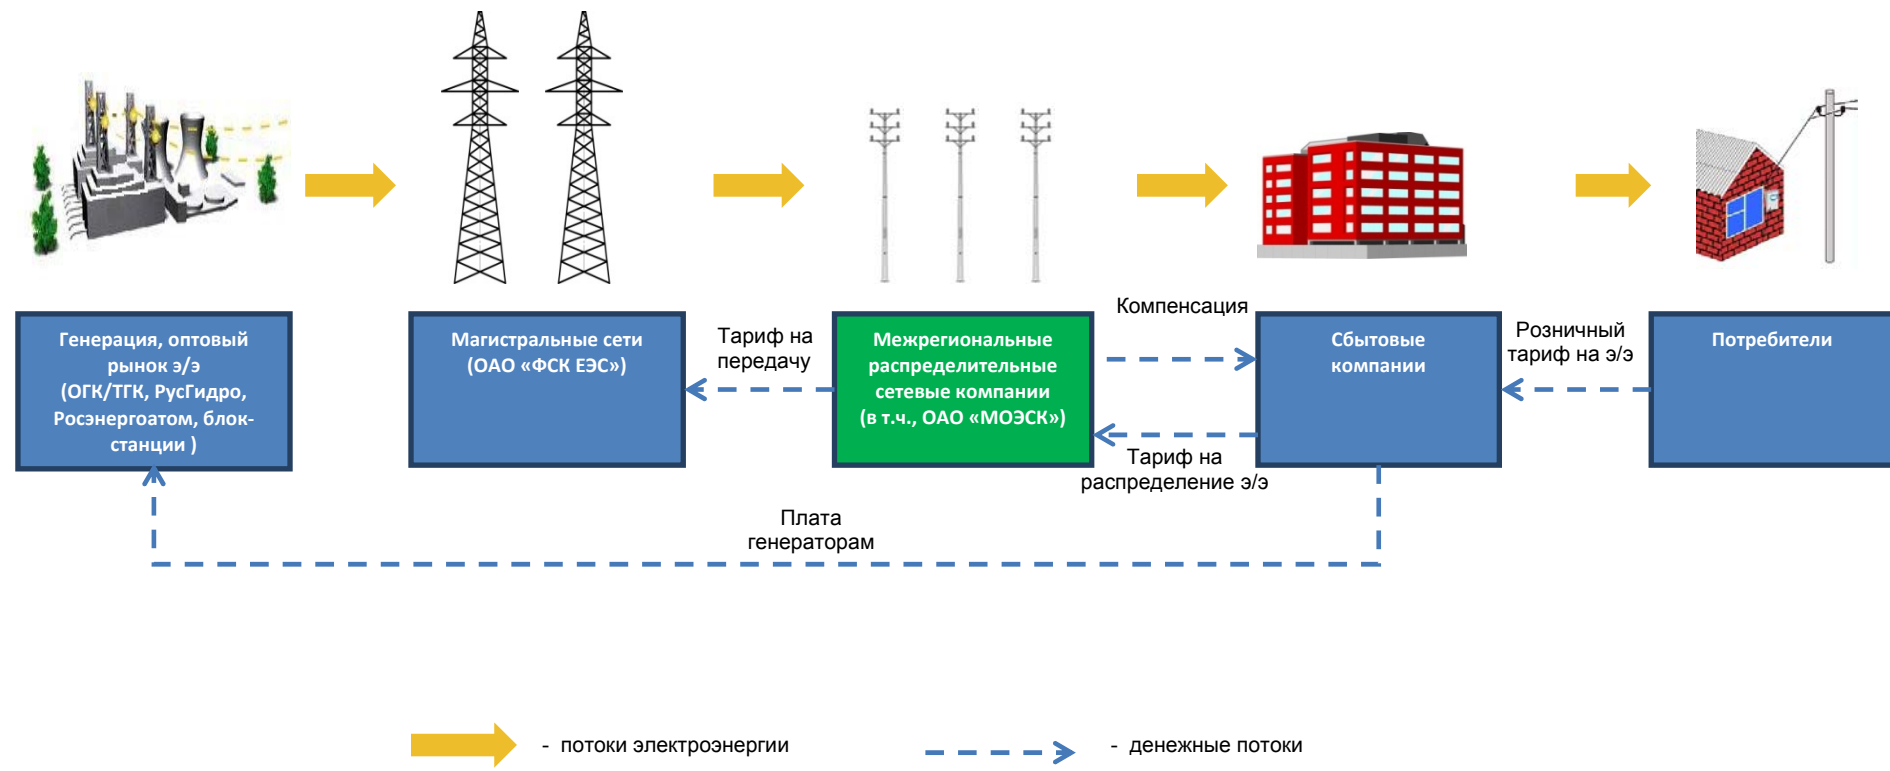 Генерация, оптовый
рынок э/э
(ОГК/ТГК, РусГидро,
Росэнергоатом, блок-
станции )
Магистральные сети
(ОАО «ФСК ЕЭС»)
Тариф на
передачу
Межрегиональные
распределительные
сетевые компании
(в т.ч., ОАО «МОЭСК»)
Компенсация
Тариф на
распределение э/э
Сбытовые
компании
Розничный
тариф на э/э
Потребители
Плата
генераторам
- потоки электроэнергии
- денежные потоки